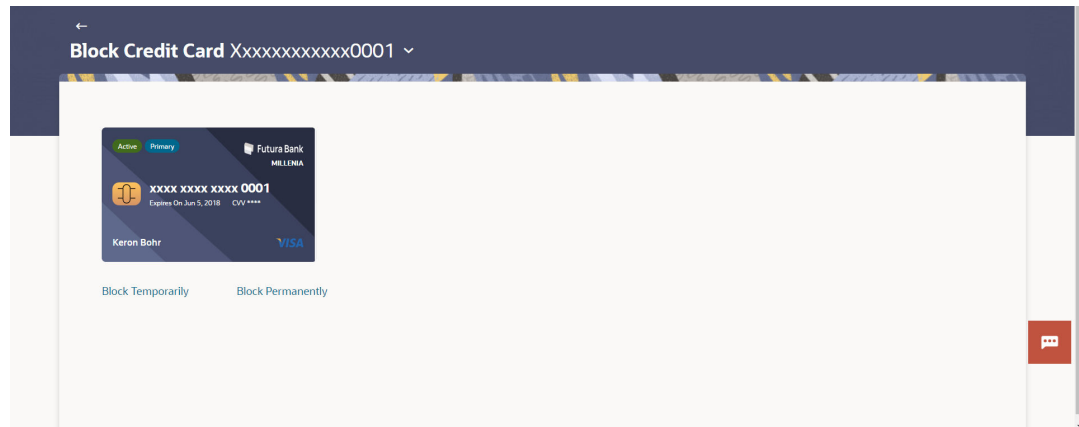 Block Credit Card Xxxxxxxxxxxx0001
Active Primary
Futura Bank
MILLENIA
xxxx xxxx xxxx 0001
Expires On Jun 5, 2018 CVV ****
Keron Bohr
VISA
Block Temporarily Block Permanently